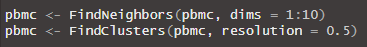 pbmc <- FindNeighbors(pbmc, dims = 1:10)
pbmc <- FindClusters(pbmc, resolution = 0.5)